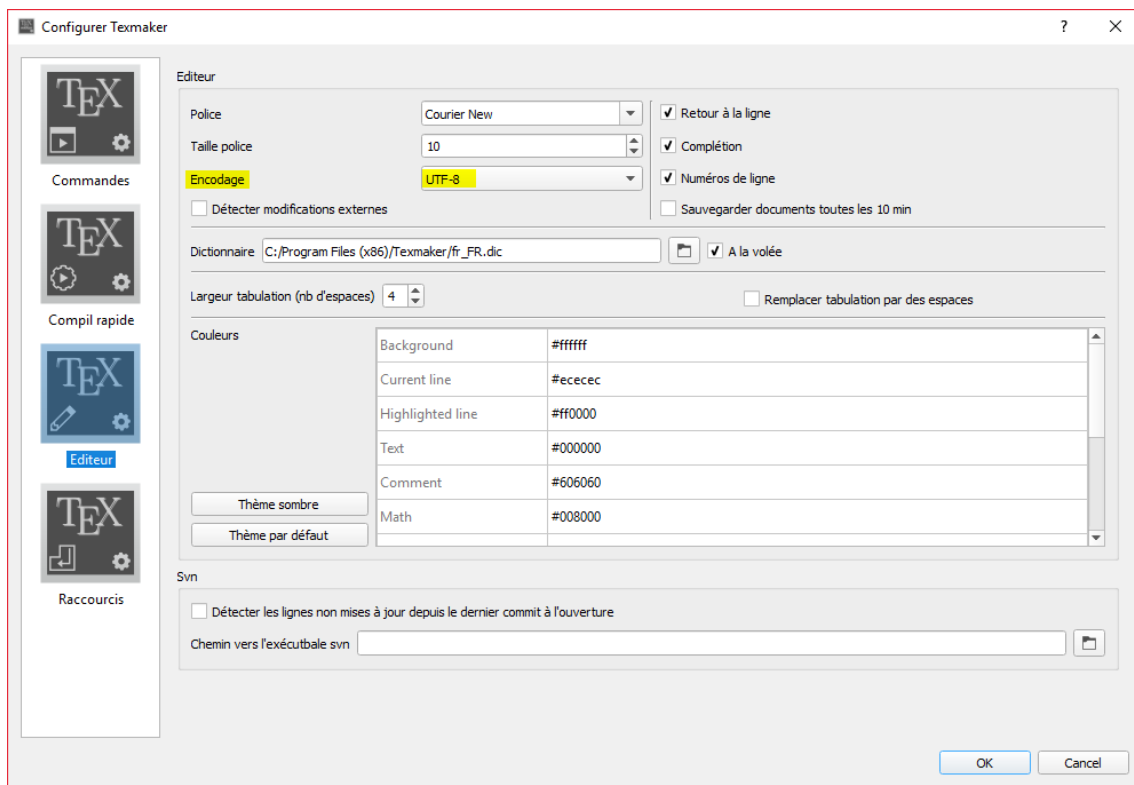 Configurer Texmaker
?
TEX
Commandes
TEX
Compil rapide
TEX
Editeur
TEX
Raccourcis
Editeur
Police Courier New
Retour à la ligne
Taille police 10
Complétion
Encodage UTF-8
Numéros de ligne
Détecter modifications externes
Sauvegarder documents toutes les 10 min
Dictionnaire C:/Program Files (x86)/Texmaker/fr_FR.dic
A la volée
Largeur tabulation (nb d'espaces) 4
Remplacer tabulation par des espaces
Couleurs
Background #ffffff
Current line #ececec
Highlighted line #ff0000
Text #000000
Comment #606060
Math #008000
Thème sombre
Thème par défaut
Svn
Détecter les lignes non mises à jour depuis le dernier commit à l'ouverture
Chemin vers l'exécutbale svn
OK
Cancel